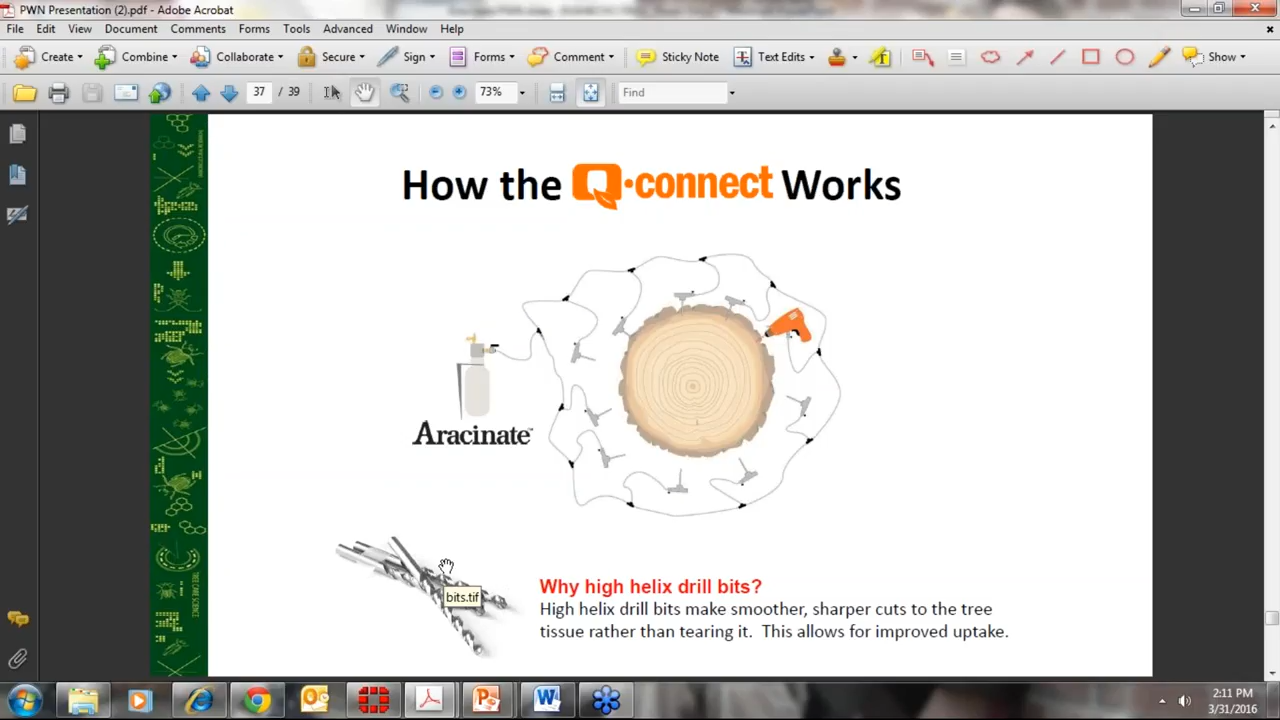 PWN Presentation (2).pdf - Adobe Acrobat
File Edit View Document Comments Forms Tools Advanced Window Help
Create Combine Collaborate Secure Sign Forms Comment Sticky Note Text Edits Show
37 / 39 73% Find
How the Q·connect Works
Aracinate™
bits.tif
Why high helix drill bits?
High helix drill bits make smoother, sharper cuts to the tree
tissue rather than tearing it. This allows for improved uptake.
2:11 PM
3/31/2016